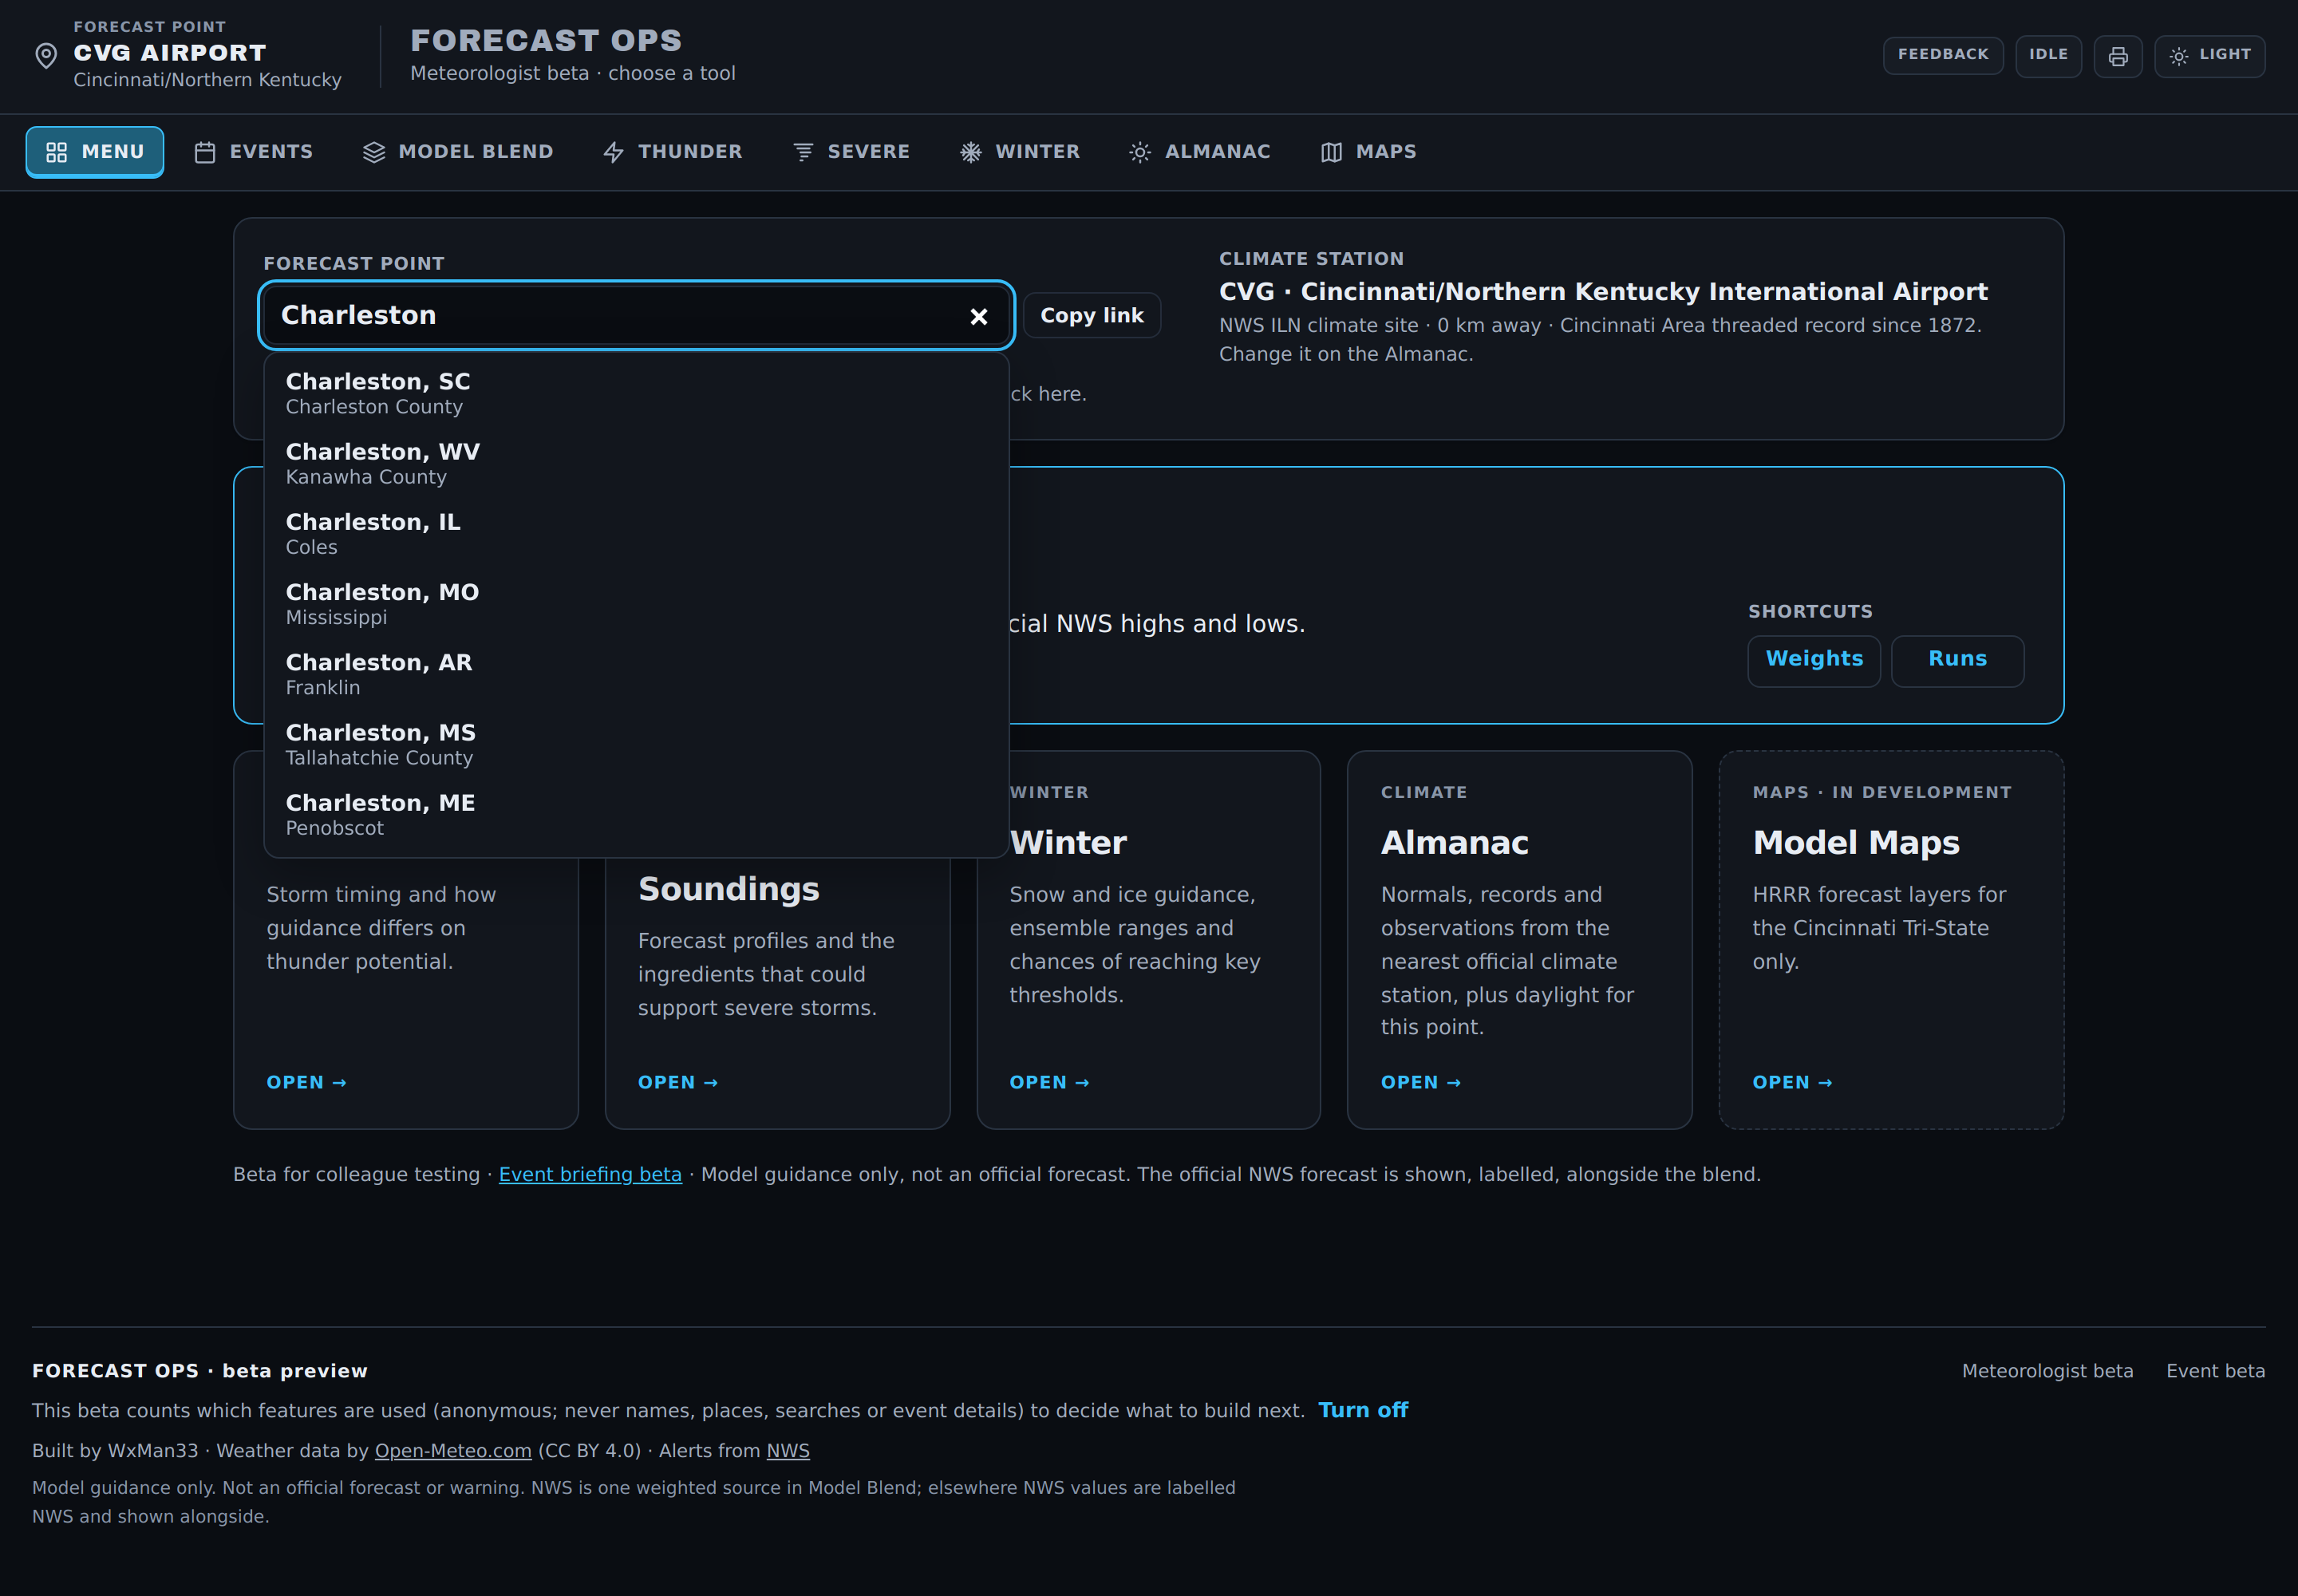 FORECAST POINT
CVG AIRPORT
Cincinnati/Northern Kentucky
FORECAST OPS
Meteorologist beta · choose a tool
FEEDBACK
IDLE
LIGHT
MENU
EVENTS
MODEL BLEND
THUNDER
SEVERE
WINTER
ALMANAC
MAPS
FORECAST POINT
Charleston
Copy link
CLIMATE STATION
CVG · Cincinnati/Northern Kentucky International Airport
NWS ILN climate site · 0 km away · Cincinnati Area threaded record since 1872.
Change it on the Almanac.
Charleston, SC
Charleston County
Charleston, WV
Kanawha County
Charleston, IL
Coles
Charleston, MO
Mississippi
Charleston, AR
Franklin
Charleston, MS
Tallahatchie County
Charleston, ME
Penobscot
ck here.
cial NWS highs and lows.
SHORTCUTS
Weights
Runs
Storm timing and how
guidance differs on
thunder potential.
OPEN →
Soundings
Forecast profiles and the
ingredients that could
support severe storms.
OPEN →
WINTER
Winter
Snow and ice guidance,
ensemble ranges and
chances of reaching key
thresholds.
OPEN →
CLIMATE
Almanac
Normals, records and
observations from the
nearest official climate
station, plus daylight for
this point.
OPEN →
MAPS · IN DEVELOPMENT
Model Maps
HRRR forecast layers for
the Cincinnati Tri-State
only.
OPEN →
Beta for colleague testing · Event briefing beta · Model guidance only, not an official forecast. The official NWS forecast is shown, labelled, alongside the blend.
FORECAST OPS · beta preview
Meteorologist beta
Event beta
This beta counts which features are used (anonymous; never names, places, searches or event details) to decide what to build next. Turn off
Built by WxMan33 · Weather data by Open-Meteo.com (CC BY 4.0) · Alerts from NWS
Model guidance only. Not an official forecast or warning. NWS is one weighted source in Model Blend; elsewhere NWS values are labelled
NWS and shown alongside.